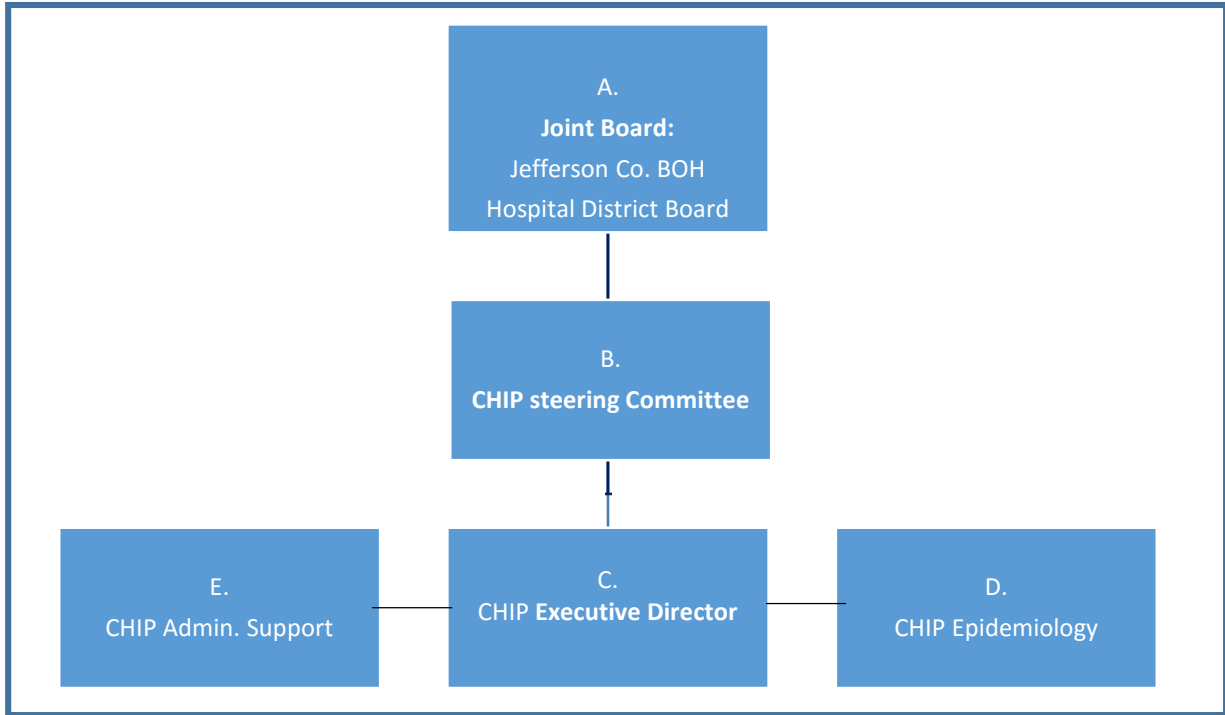 A.
Joint Board:
Jefferson Co. BOH
Hospital District Board
B.
CHIP steering Committee
E.
CHIP Admin. Support
C.
CHIP Executive Director
D.
CHIP Epidemiology